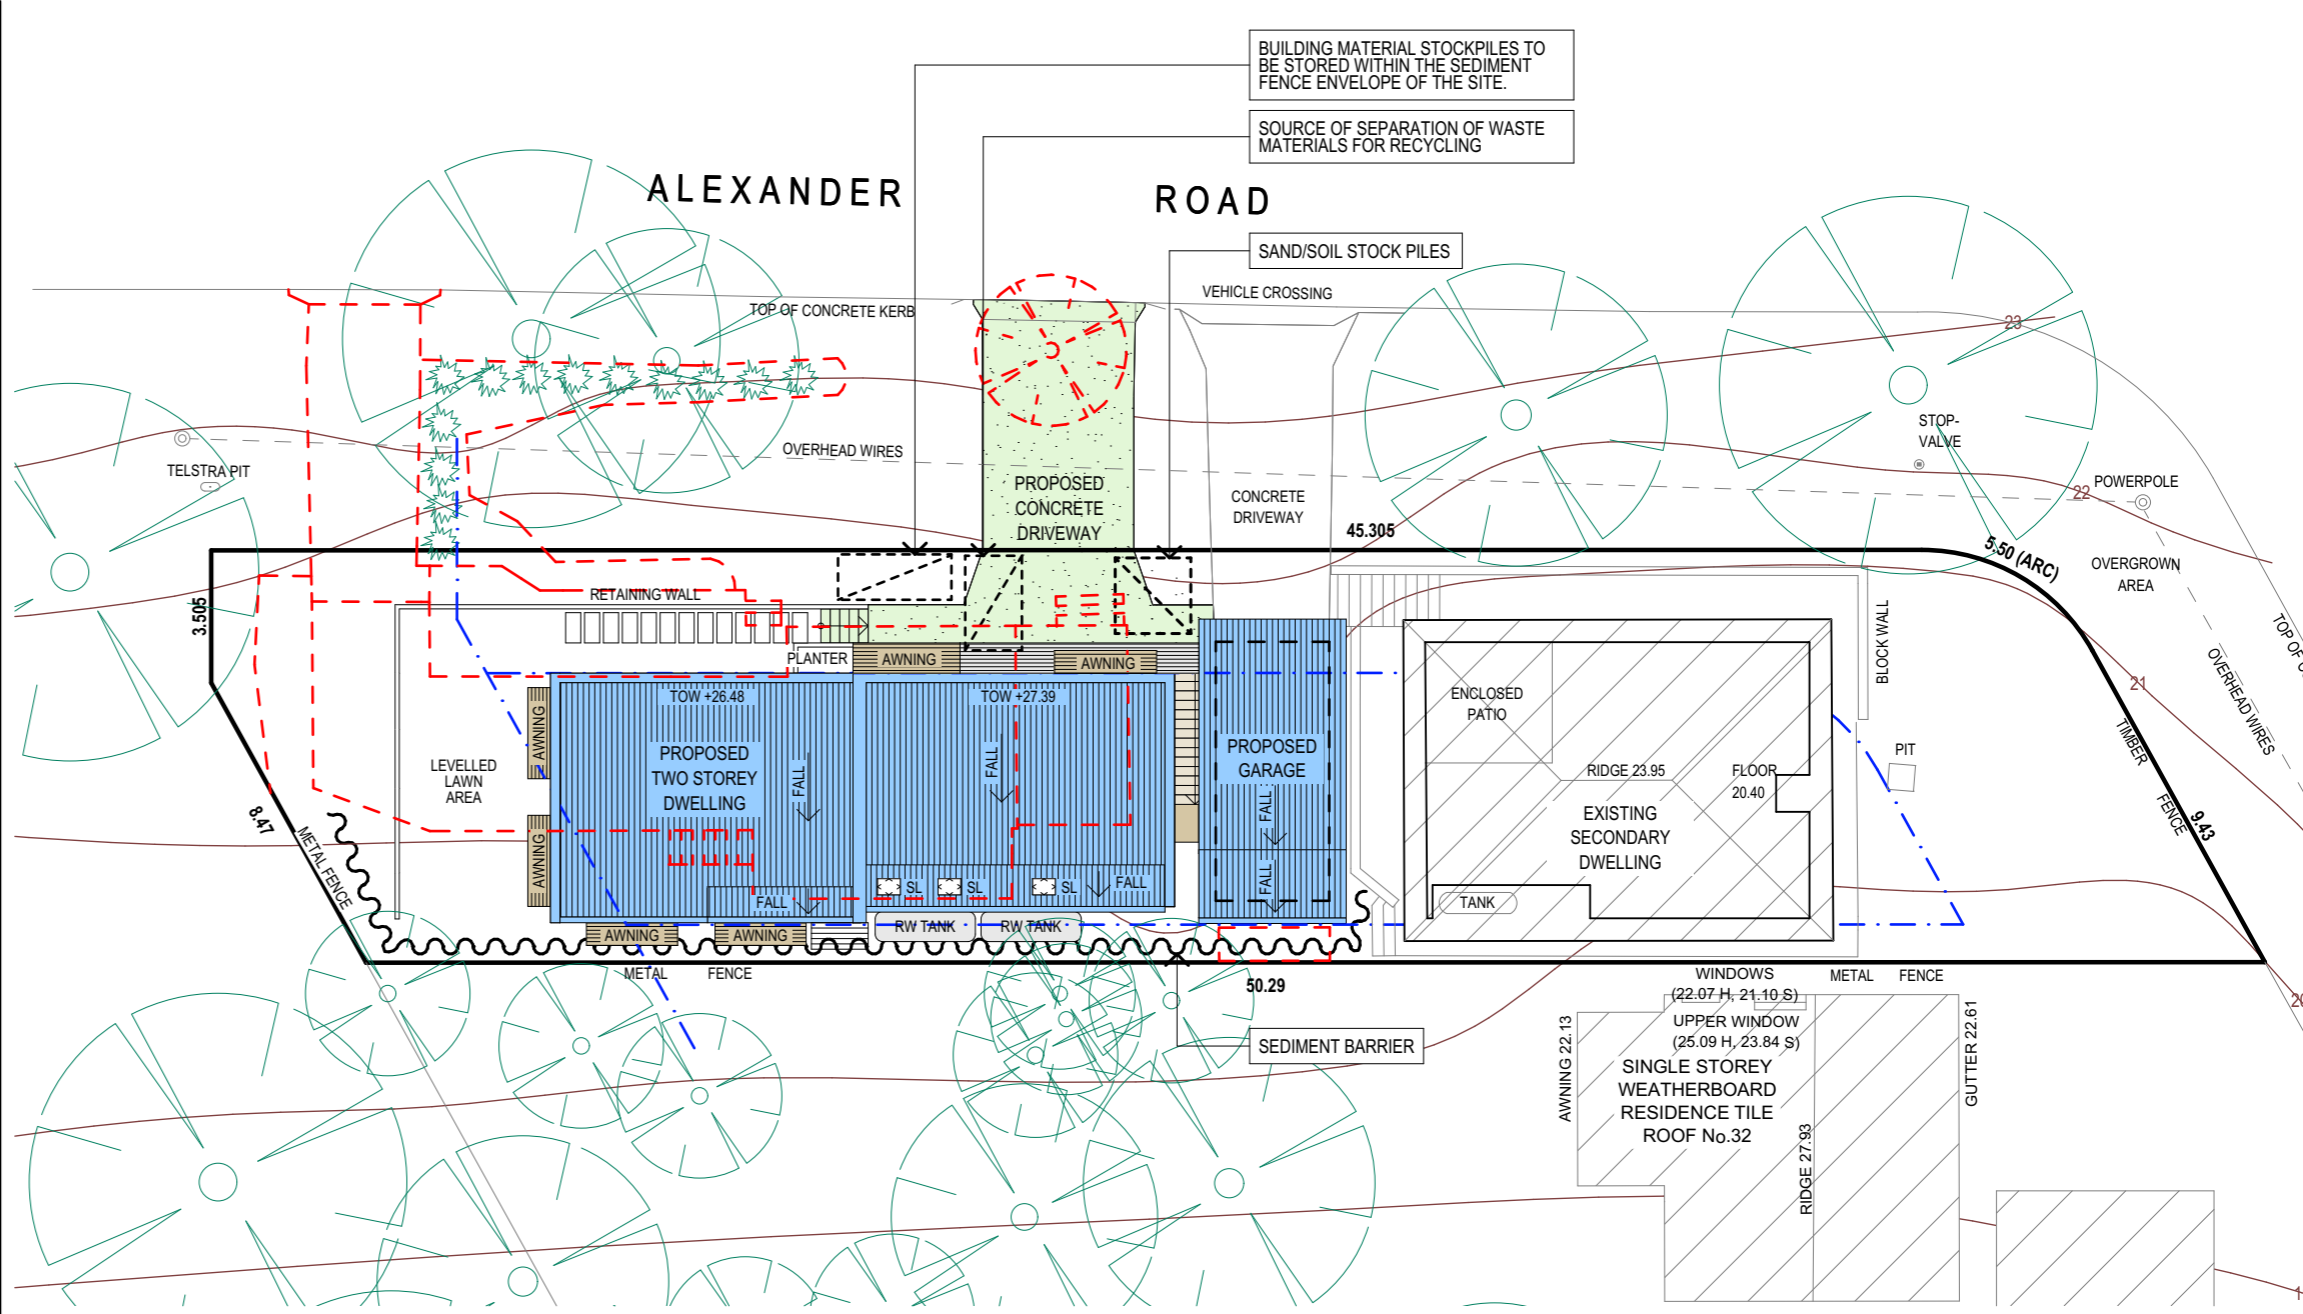 BUILDING MATERIAL STOCKPILES TO
BE STORED WITHIN THE SEDIMENT
FENCE ENVELOPE OF THE SITE.
SOURCE OF SEPARATION OF WASTE
MATERIALS FOR RECYCLING
ALEXANDER ROAD
SAND/SOIL STOCK PILES
VEHICLE CROSSING
TOP OF CONCRETE KERB
23
OVERHEAD WIRES
TELSTRA PIT
STOP-
VALVE
POWERPOLE
22
PROPOSED
CONCRETE
DRIVEWAY
CONCRETE
DRIVEWAY
45.305
5.50 (ARC)
OVERGROWN
AREA
3.505
RETAINING WALL
BLOCK WALL
TOP OF
OVERHEAD WIRES
21
PLANTER
AWNING
AWNING
TOW +26.48
TOW +27.39
ENCLOSED
PATIO
AWNING
PROPOSED
TWO STOREY
DWELLING
FALL
FALL
PROPOSED
GARAGE
FALL
RIDGE 23.95
FLOOR
20.40
PIT
TIMBER
FENCE
9.43
LEVELLED
LAWN
AREA
8.47
METAL FENCE
EXISTING
SECONDARY
DWELLING
AWNING
SL
SL
SL
FALL
FALL
FALL
TANK
AWNING
AWNING
RW TANK
RW TANK
METAL
FENCE
50.29
WINDOWS
(22.07 H, 21.10 S)
METAL
FENCE
20
SEDIMENT BARRIER
UPPER WINDOW
(25.09 H, 23.84 S)
AWNING 22.13
GUTTER 22.61
SINGLE STOREY
WEATHERBOARD
RESIDENCE TILE
ROOF No.32
RIDGE 27.93